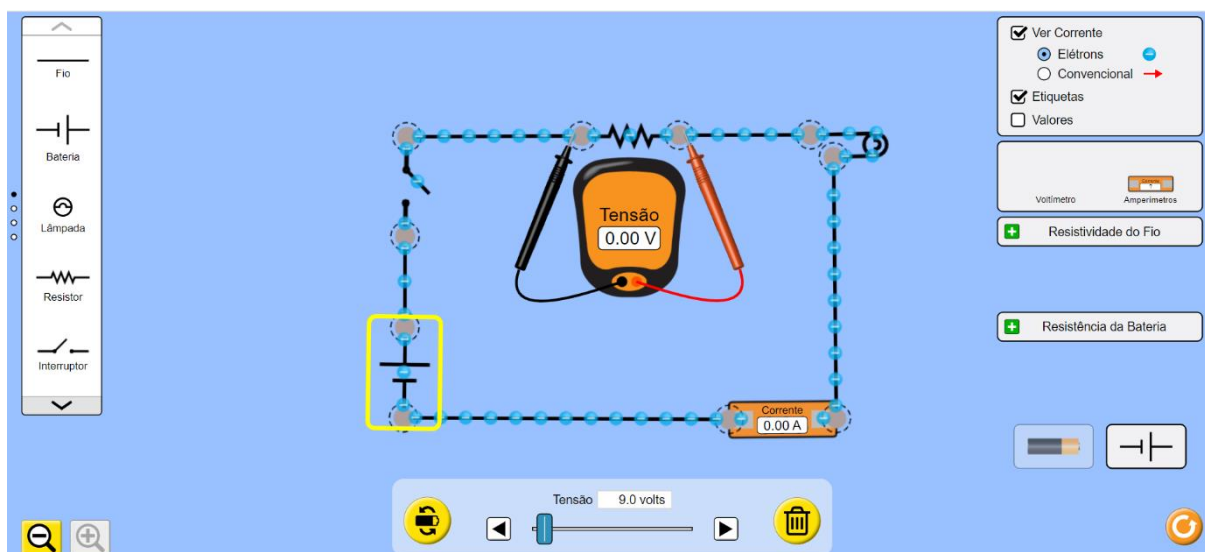 Fio
Bateria
Lâmpada
Resistor
Interruptor
Tensão
0.00 V
Corrente
0.00 A
Tensão 9.0 volts
Ver Corrente
Elétrons
Convencional
Etiquetas
Valores
Voltímetro
Corrente
Amperímetros
Resistividade do Fio
Resistência da Bateria